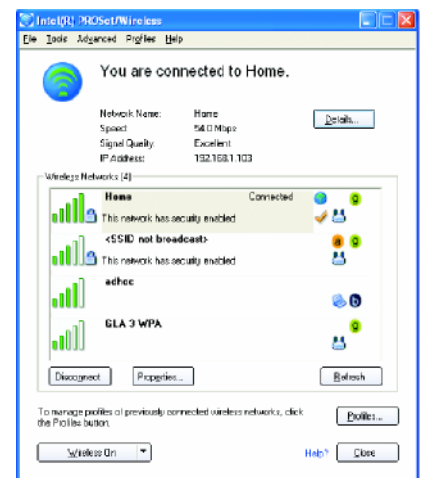 Intel(R) PROSet/Wireless
File Tools Advanced Profiles Help
You are connected to Home.
Network Name: Home
Speed: 54.0 Mbps
Signal Quality: Excellent
IP Address: 192.168.1.103
Details...
Wireless Networks (4)
Home Connected
g
This network has security enabled
<SSID not broadcast>
a g
This network has security enabled
adhoc
b
GLA 3 WPA
g
Disconnect Properties... Refresh
To manage profiles of previously connected wireless networks, click
the Profiles button.
Profiles...
Wireless On Help? Close